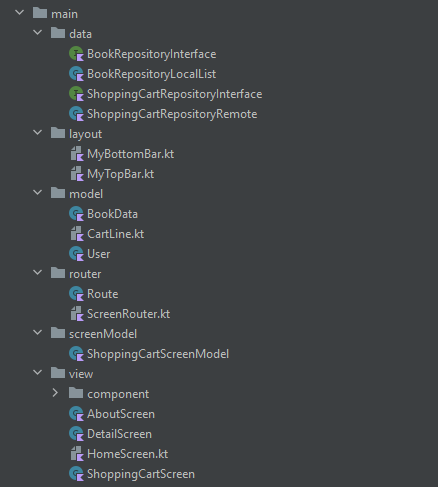 main
data
BookRepositoryInterface
BookRepositoryLocalList
ShoppingCartRepositoryInterface
ShoppingCartRepositoryRemote
layout
MyBottomBar.kt
MyTopBar.kt
model
BookData
CartLine.kt
User
router
Route
ScreenRouter.kt
screenModel
ShoppingCartScreenModel
view
component
AboutScreen
DetailScreen
HomeScreen.kt
ShoppingCartScreen